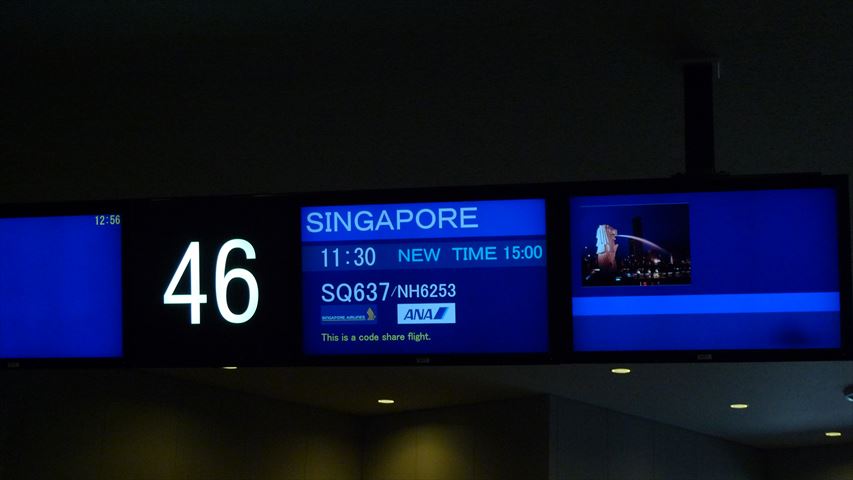 12:56
46
SINGAPORE
11:30 NEW TIME 15:00
SQ637/NH6253
SINGAPORE AIRLINES ANA
This is a code share flight.